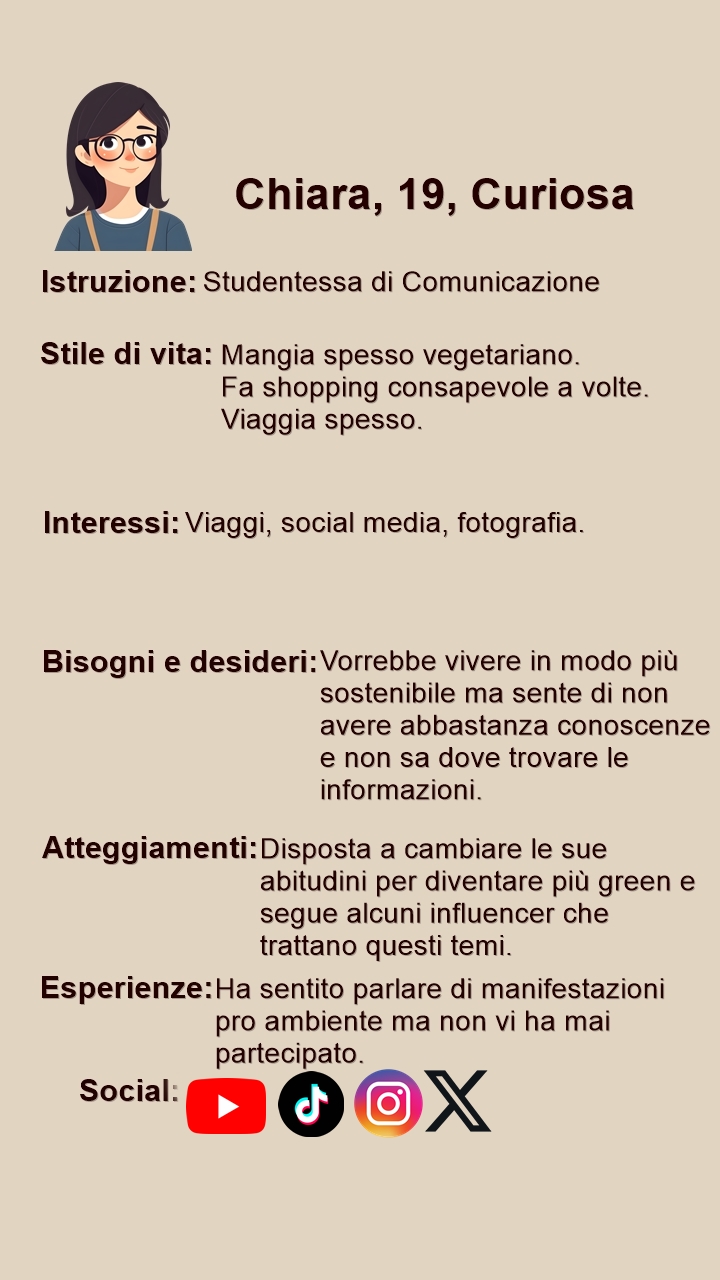 Chiara, 19, Curiosa
Istruzione: Studentessa di Comunicazione
Stile di vita: Mangia spesso vegetariano.
Fa shopping consapevole a volte.
Viaggia spesso.
Interessi: Viaggi, social media, fotografia.
Bisogni e desideri: Vorrebbe vivere in modo più
sostenibile ma sente di non
avere abbastanza conoscenze
e non sa dove trovare le
informazioni.
Atteggiamenti: Disposta a cambiare le sue
abitudini per diventare più green e
segue alcuni influencer che
trattano questi temi.
Esperienze: Ha sentito parlare di manifestazioni
pro ambiente ma non vi ha mai
partecipato.
Social: